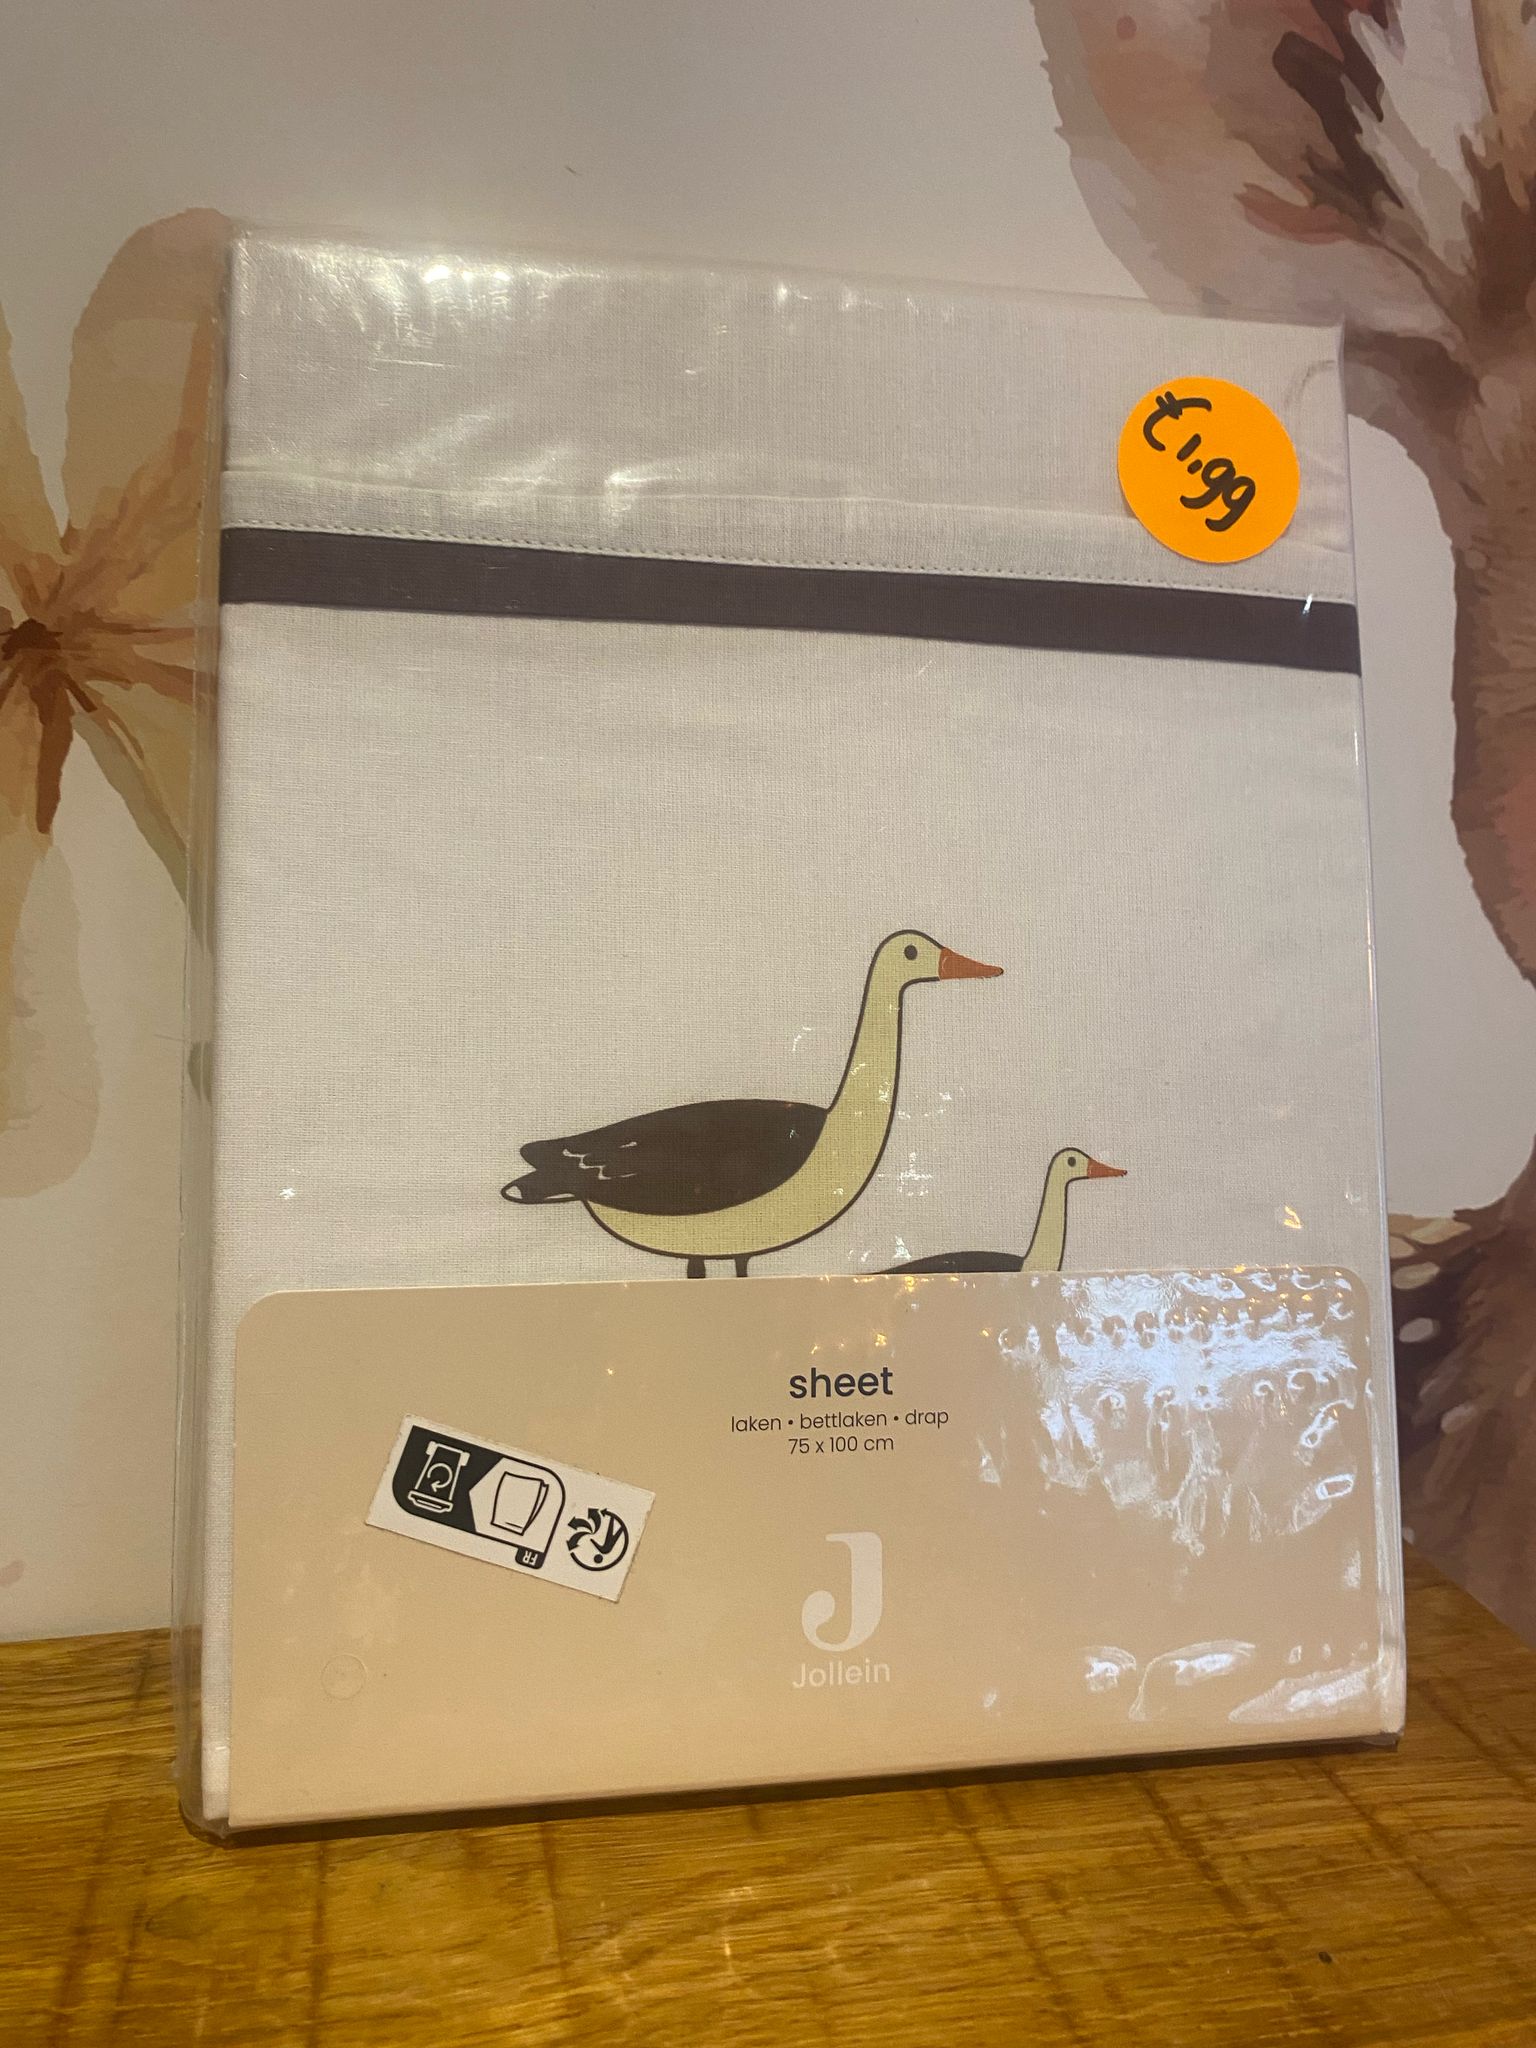 €1.99
sheet
laken • bettlaken • drap
75 x 100 cm
FR
J
Jollein